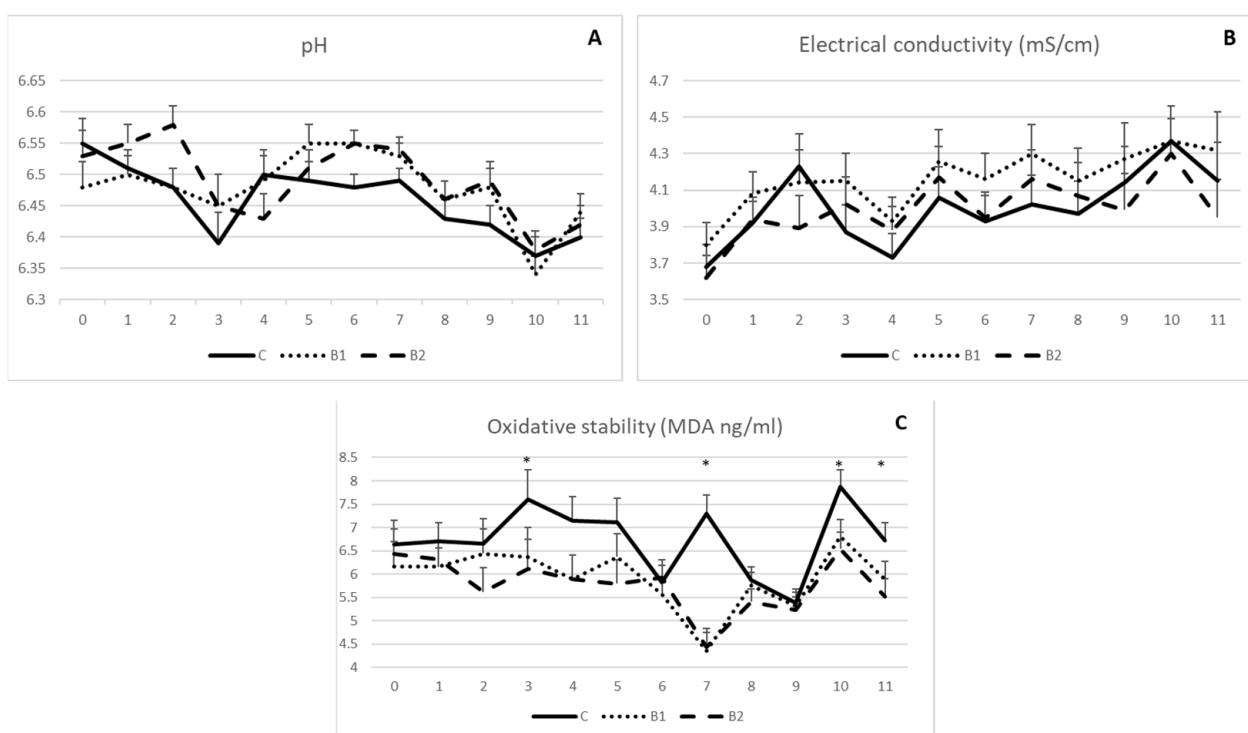 pH
A
6.65
6.6
6.55
6.5
6.45
6.4
6.35
6.3
0 1 2 3 4 5 6 7 8 9 10 11
C B1 B2
Electrical conductivity (mS/cm)
B
4.7
4.5
4.3
4.1
3.9
3.7
3.5
0 1 2 3 4 5 6 7 8 9 10 11
C B1 B2
Oxidative stability (MDA ng/ml)
C
8.5
8
7.5
7
6.5
6
5.5
5
4.5
4
* * * *
0 1 2 3 4 5 6 7 8 9 10 11
C B1 B2